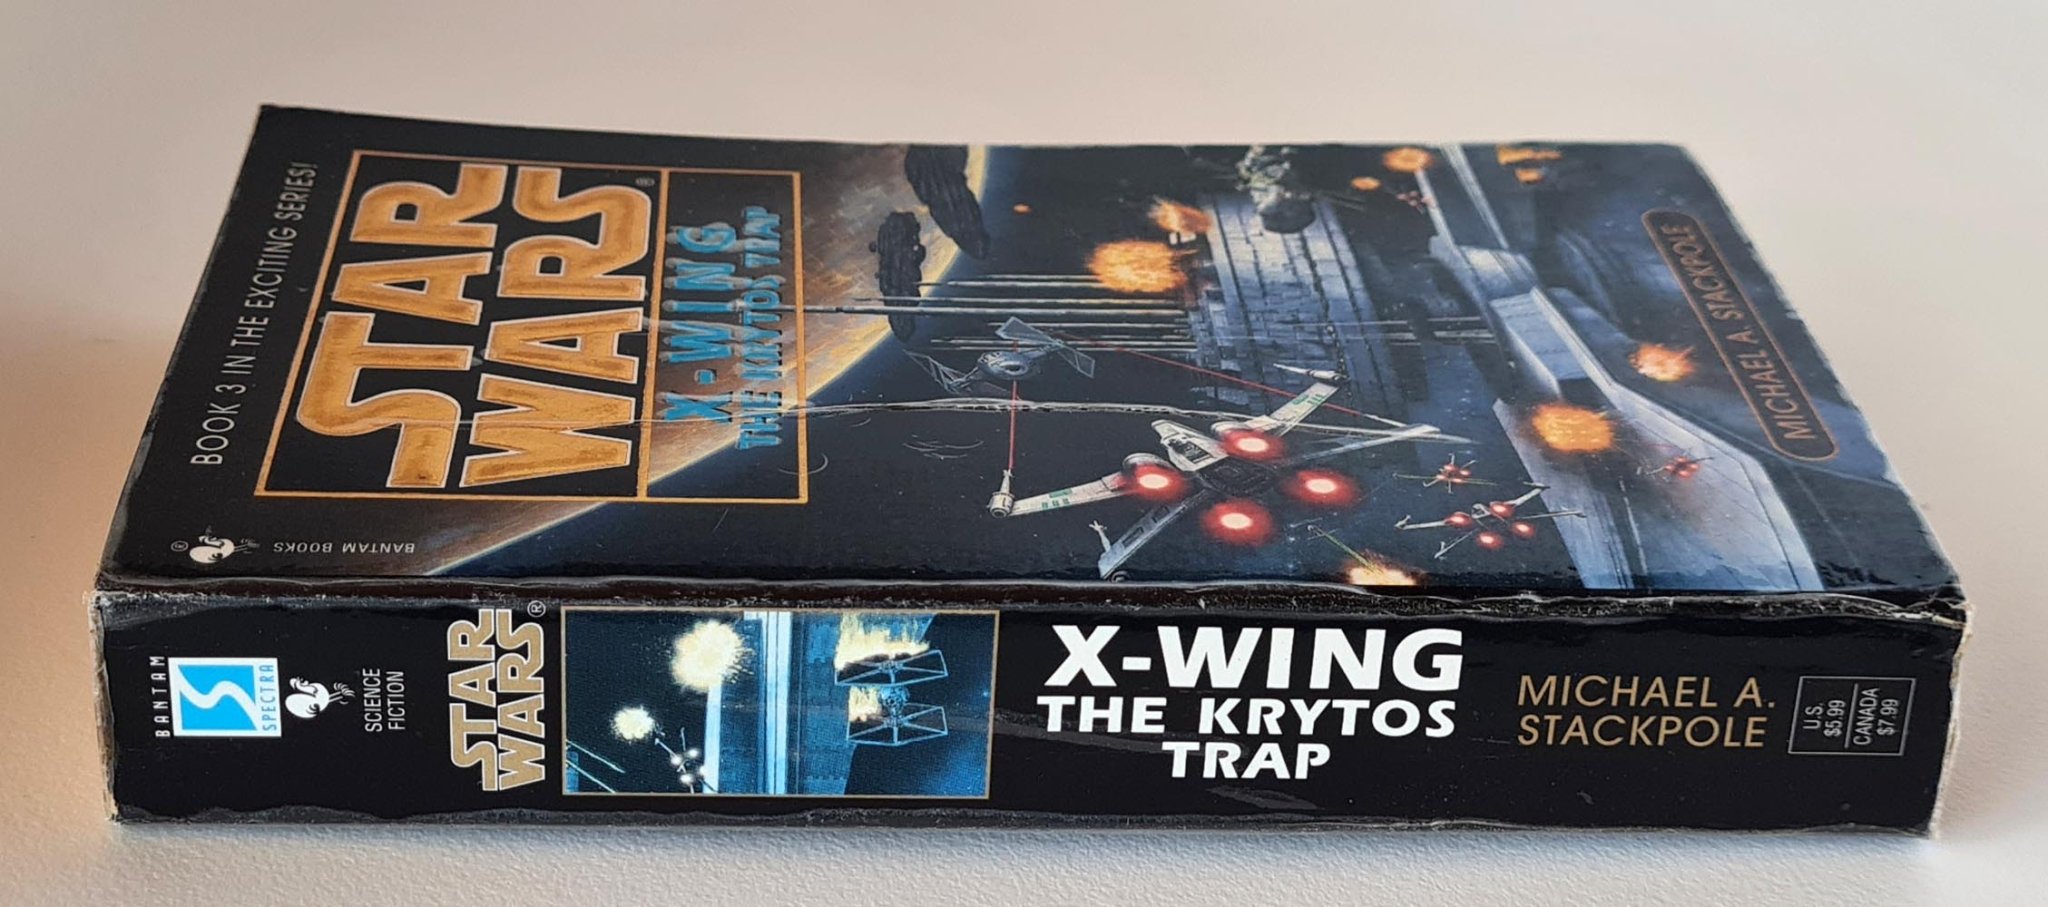 BOOK 3 IN THE EXCITING SERIES!
STAR
WARS®
X-WING
THE KRYTOS TRAP
MICHAEL A. STACKPOLE
BANTAM BOOKS
®
BANTAM
SPECTRA
SCIENCE
FICTION
STAR
WARS®
X-WING
THE KRYTOS
TRAP
MICHAEL A.
STACKPOLE
U.S.
$5.99
CANADA
$7.99